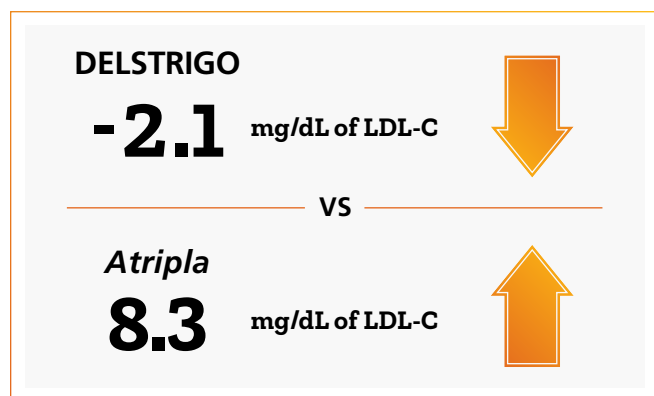 DELSTRIGO
-2.1 mg/dL of LDL-C
VS
Atripla
8.3 mg/dL of LDL-C